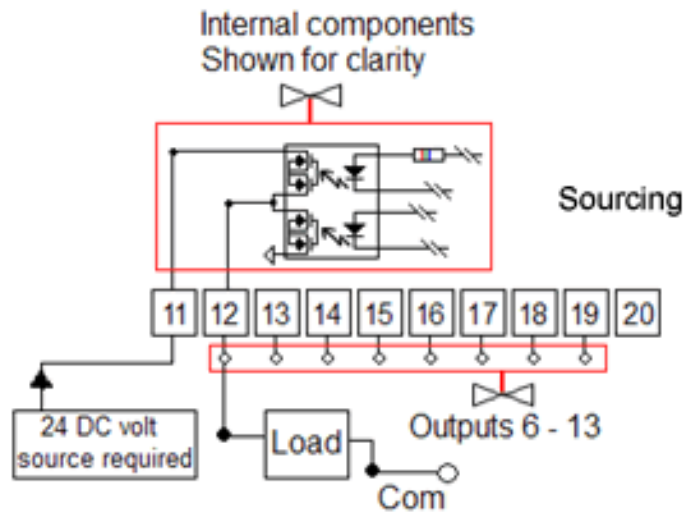 Internal components
Shown for clarity
Sourcing
11 12 13 14 15 16 17 18 19 20
24 DC volt
source required
Load
Outputs 6 - 13
Com